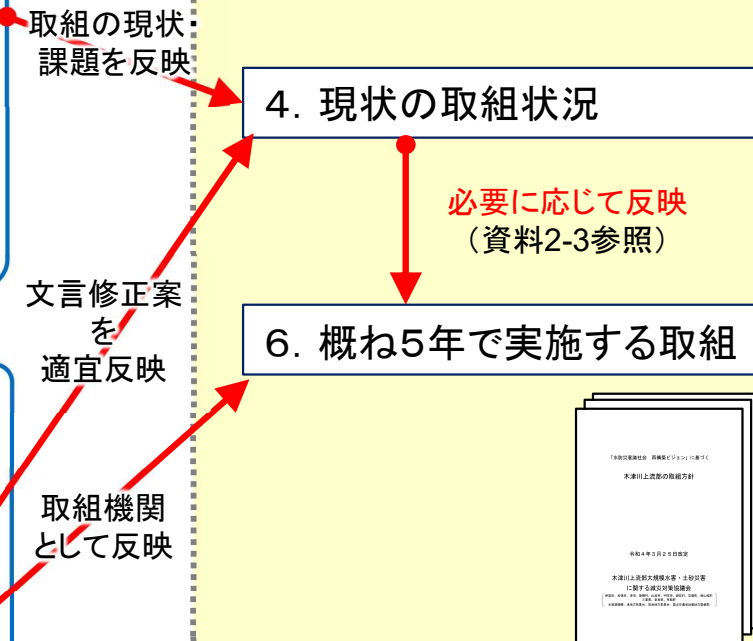 取組の現状・
課題を反映
4．現状の取組状況
必要に応じて反映
（資料2-3参照）
文言修正案
を
適宜反映
6．概ね5年で実施する取組
取組機関
として反映
「水防災意識社会　再構築ビジョン」に基づく
木津川上流部の取組方針
令和4年3月25日改定
木津川上流部大規模水害・土砂災害
に関する減災対策協議会